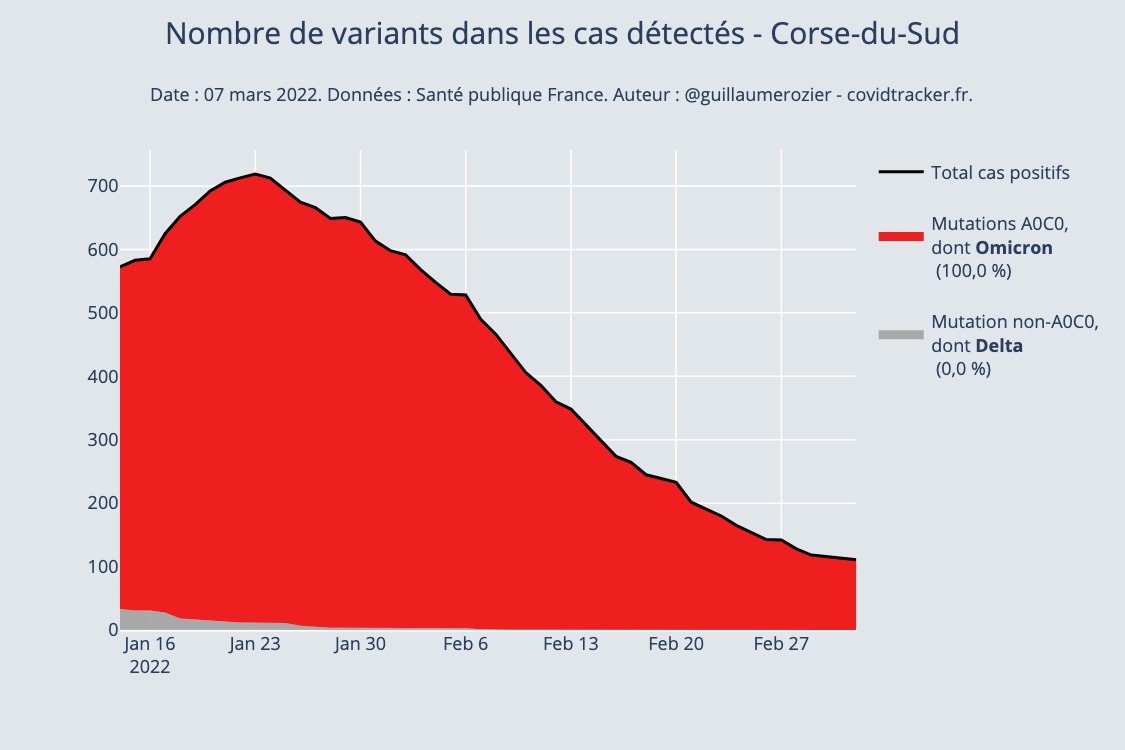 Nombre de variants dans les cas détectés - Corse-du-Sud
Date : 07 mars 2022. Données : Santé publique France. Auteur : @guillaumerozier - covidtracker.fr.
700
600
500
400
300
200
100
0
Jan 16
2022
Jan 23
Jan 30
Feb 6
Feb 13
Feb 20
Feb 27
Total cas positifs
Mutations A0C0,
dont Omicron
(100,0 %)
Mutation non-A0C0,
dont Delta
(0,0 %)